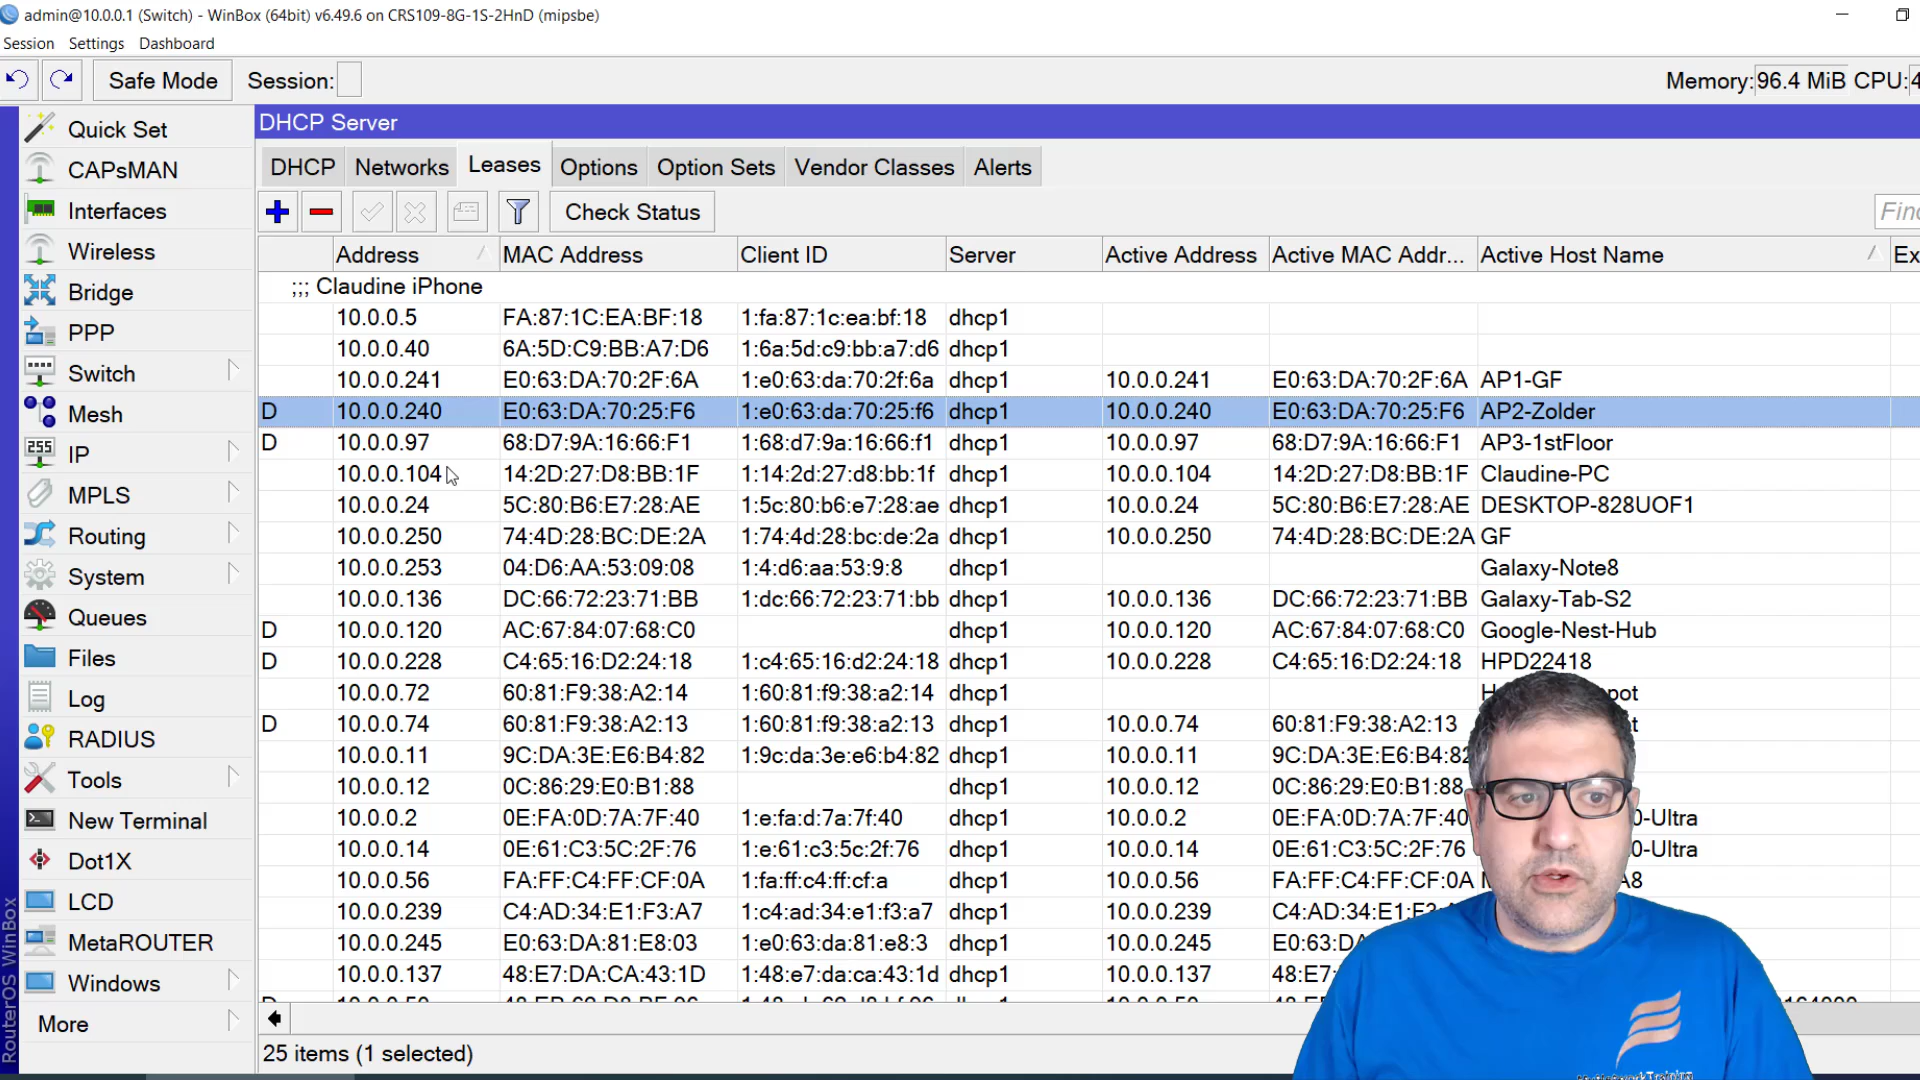 admin@10.0.0.1 (Switch) - WinBox (64bit) v6.49.6 on CRS109-8G-1S-2HnD (mipsbe)
Session Settings Dashboard
Safe Mode Session: Memory: 96.4 MiB CPU: 4
Quick Set
CAPsMAN
Interfaces
Wireless
Bridge
PPP
Switch
Mesh
255 IP
MPLS
Routing
System
Queues
Files
Log
RADIUS
Tools
New Terminal
Dot1X
LCD
MetaROUTER
Windows
More
RouterOS WinBox
DHCP Server
DHCP Networks Leases Options Option Sets Vendor Classes Alerts
Check Status Find
Address MAC Address Client ID Server Active Address Active MAC Addr... Active Host Name Ex
;;; Claudine iPhone
10.0.0.5 FA:87:1C:EA:BF:18 1:fa:87:1c:ea:bf:18 dhcp1
10.0.0.40 6A:5D:C9:BB:A7:D6 1:6a:5d:c9:bb:a7:d6 dhcp1
10.0.0.241 E0:63:DA:70:2F:6A 1:e0:63:da:70:2f:6a dhcp1 10.0.0.241 E0:63:DA:70:2F:6A AP1-GF
D 10.0.0.240 E0:63:DA:70:25:F6 1:e0:63:da:70:25:f6 dhcp1 10.0.0.240 E0:63:DA:70:25:F6 AP2-Zolder
D 10.0.0.97 68:D7:9A:16:66:F1 1:68:d7:9a:16:66:f1 dhcp1 10.0.0.97 68:D7:9A:16:66:F1 AP3-1stFloor
10.0.0.104 14:2D:27:D8:BB:1F 1:14:2d:27:d8:bb:1f dhcp1 10.0.0.104 14:2D:27:D8:BB:1F Claudine-PC
10.0.0.24 5C:80:B6:E7:28:AE 1:5c:80:b6:e7:28:ae dhcp1 10.0.0.24 5C:80:B6:E7:28:AE DESKTOP-828UOF1
10.0.0.250 74:4D:28:BC:DE:2A 1:74:4d:28:bc:de:2a dhcp1 10.0.0.250 74:4D:28:BC:DE:2A GF
10.0.0.253 04:D6:AA:53:09:08 1:4:d6:aa:53:9:8 dhcp1 Galaxy-Note8
10.0.0.136 DC:66:72:23:71:BB 1:dc:66:72:23:71:bb dhcp1 10.0.0.136 DC:66:72:23:71:BB Galaxy-Tab-S2
D 10.0.0.120 AC:67:84:07:68:C0 dhcp1 10.0.0.120 AC:67:84:07:68:C0 Google-Nest-Hub
D 10.0.0.228 C4:65:16:D2:24:18 1:c4:65:16:d2:24:18 dhcp1 10.0.0.228 C4:65:16:D2:24:18 HPD22418
10.0.0.72 60:81:F9:38:A2:14 1:60:81:f9:38:a2:14 dhcp1
D 10.0.0.74 60:81:F9:38:A2:13 1:60:81:f9:38:a2:13 dhcp1 10.0.0.74 60:81:F9:38:A2:13
10.0.0.11 9C:DA:3E:E6:B4:82 1:9c:da:3e:e6:b4:82 dhcp1 10.0.0.11 9C:DA:3E:E6:B4:82
10.0.0.12 0C:86:29:E0:B1:88 dhcp1 10.0.0.12 0C:86:29:E0:B1:88
10.0.0.2 0E:FA:0D:7A:7F:40 1:e:fa:d:7a:7f:40 dhcp1 10.0.0.2 0E:FA:0D:7A:7F:40 0-Ultra
10.0.0.14 0E:61:C3:5C:2F:76 1:e:61:c3:5c:2f:76 dhcp1 10.0.0.14 0E:61:C3:5C:2F:76 0-Ultra
10.0.0.56 FA:FF:C4:FF:CF:0A 1:fa:ff:c4:ff:cf:a dhcp1 10.0.0.56 FA:FF:C4:FF:CF:0A A8
10.0.0.239 C4:AD:34:E1:F3:A7 1:c4:ad:34:e1:f3:a7 dhcp1 10.0.0.239 C4:AD:34:E1:F3:A
10.0.0.245 E0:63:DA:81:E8:03 1:e0:63:da:81:e8:3 dhcp1 10.0.0.245 E0:63:DA
10.0.0.137 48:E7:DA:CA:43:1D 1:48:e7:da:ca:43:1d dhcp1 10.0.0.137 48:E7:
25 items (1 selected)